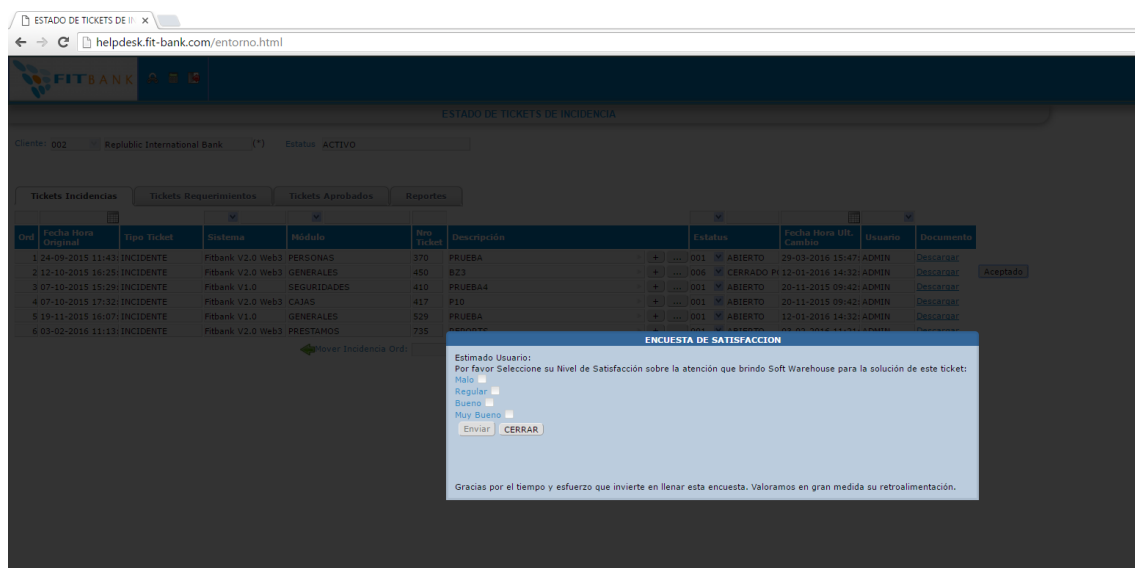 ESTADO DE TICKETS DE IN
helpdesk.fit-bank.com/entorno.html
FITBANK
ESTADO DE TICKETS DE INCIDENCIA
Cliente: 002 Replublic International Bank (*) Estatus ACTIVO
Tickets Incidencias Tickets Requerimientos Tickets Aprobados Reportes
Ord Fecha Hora Original Tipo Ticket Sistema Módulo Nro Ticket Descripción Estatus Fecha Hora Ult. Cambio Usuario Documento
1 24-09-2015 11:43: INCIDENTE Fitbank V2.0 Web3 PERSONAS 370 PRUEBA + ... 001 ABIERTO 29-03-2016 15:47: ADMIN Descargar
2 12-10-2015 16:25: INCIDENTE Fitbank V2.0 Web3 GENERALES 450 BZ3 + ... 006 CERRADO P 12-01-2016 14:32: ADMIN Descargar Aceptado
3 07-10-2015 15:29: INCIDENTE Fitbank V1.0 SEGURIDADES 410 PRUEBA4 + ... 001 ABIERTO 20-11-2015 09:42: ADMIN Descargar
4 07-10-2015 17:32: INCIDENTE Fitbank V2.0 Web3 CAJAS 417 P10 + ... 001 ABIERTO 20-11-2015 09:42: ADMIN Descargar
5 19-11-2015 16:07: INCIDENTE Fitbank V1.0 GENERALES 529 PRUEBA + ... 001 ABIERTO 12-01-2016 14:32: ADMIN Descargar
6 03-02-2016 11:13: INCIDENTE Fitbank V2.0 Web3 PRESTAMOS 735 REPORTS + ... 001 ABIERTO 03-02-2016 11:21: ADMIN Descargar
Mover Incidencia Ord:
ENCUESTA DE SATISFACCION
Estimado Usuario:
Por favor Seleccione su Nivel de Satisfacción sobre la atención que brindo Soft Warehouse para la solución de este ticket:
Malo
Regular
Bueno
Muy Bueno
Enviar CERRAR
Gracias por el tiempo y esfuerzo que invierte en llenar esta encuesta. Valoramos en gran medida su retroalimentación.